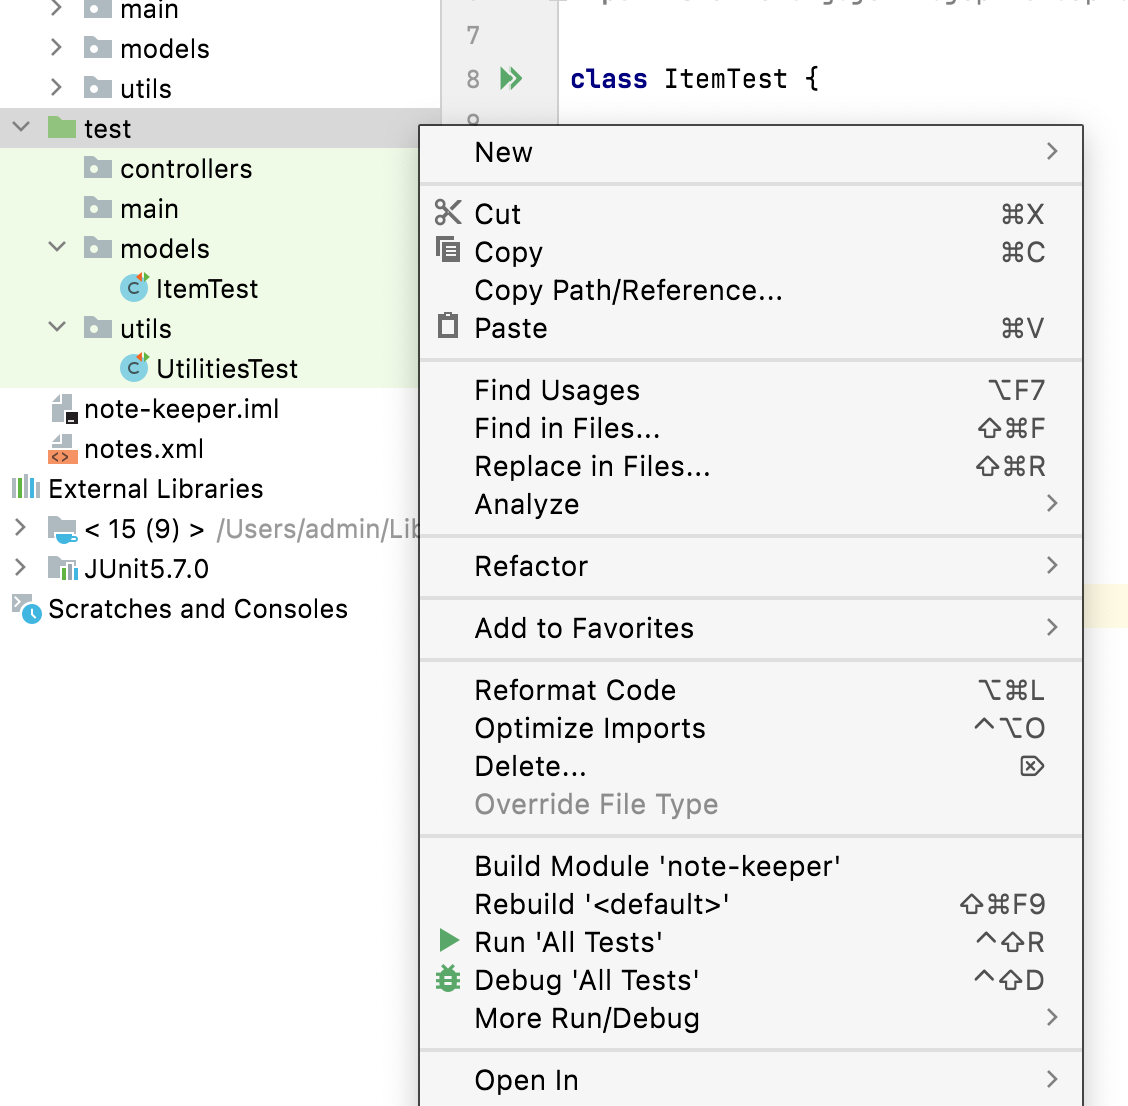 main
models
utils
test
controllers
main
models
ItemTest
utils
UtilitiesTest
note-keeper.iml
notes.xml
External Libraries
< 15 (9) > /Users/admin/Lib
JUnit5.7.0
Scratches and Consoles
7
8 class ItemTest {
9
New
Cut ⌘X
Copy ⌘C
Copy Path/Reference...
Paste ⌘V
Find Usages ⌥F7
Find in Files... ⇧⌘F
Replace in Files... ⇧⌘R
Analyze
Refactor
Add to Favorites
Reformat Code ⌥⌘L
Optimize Imports ^⌥O
Delete... ⌦
Override File Type
Build Module 'note-keeper'
Rebuild '<default>' ⇧⌘F9
Run 'All Tests' ^⇧R
Debug 'All Tests' ^⇧D
More Run/Debug
Open In